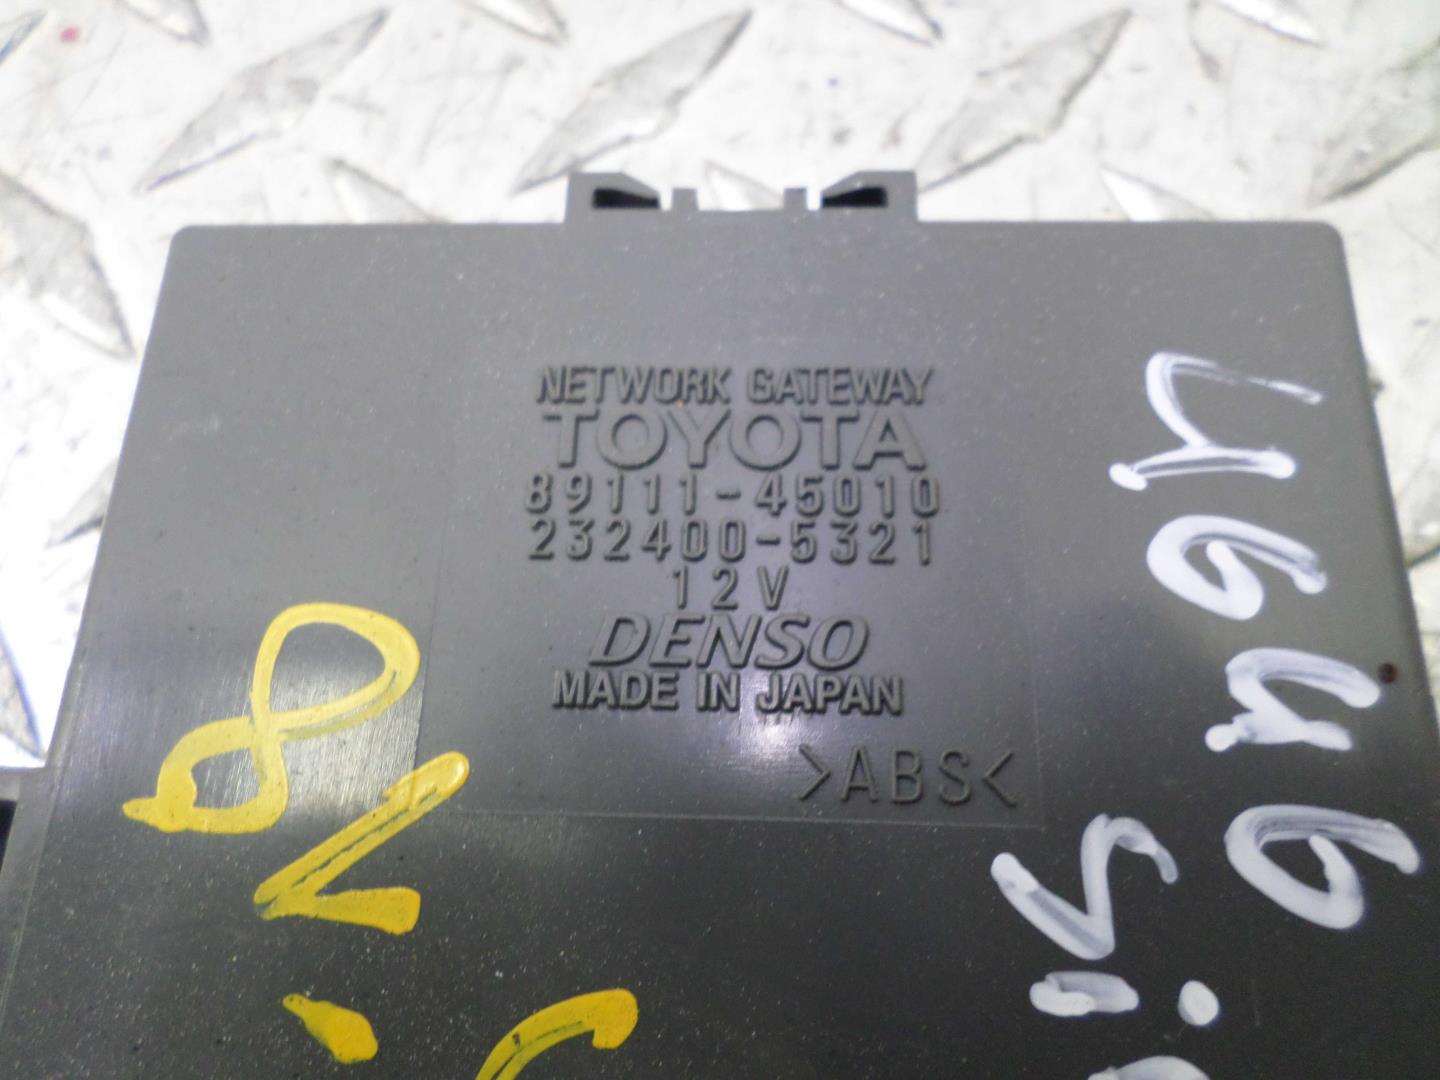 NETWORK GATEWAY
TOYOTA
89111-45010
232400-5321
12V
DENSO
MADE IN JAPAN
>ABS<